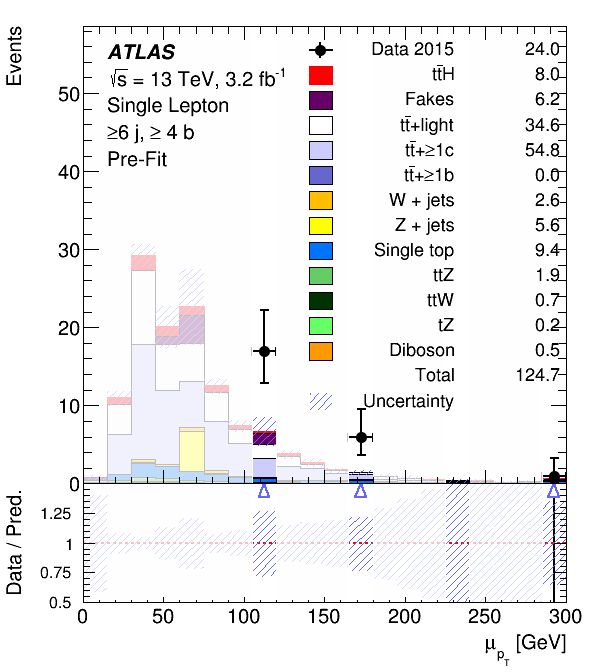 Events
ATLAS
√s = 13 TeV, 3.2 fb⁻¹
Single Lepton
≥6 j, ≥ 4 b
Pre-Fit
Data 2015 24.0
tt̄H 8.0
Fakes 6.2
tt̄+light 34.6
tt̄+≥1c 54.8
tt̄+≥1b 0.0
W + jets 2.6
Z + jets 5.6
Single top 9.4
ttZ 1.9
ttW 0.7
tZ 0.2
Diboson 0.5
Total 124.7
Uncertainty
50
40
30
20
10
0
Data / Pred.
1.25
1
0.75
0.5
0 50 100 150 200 250 300
μ_pT [GeV]